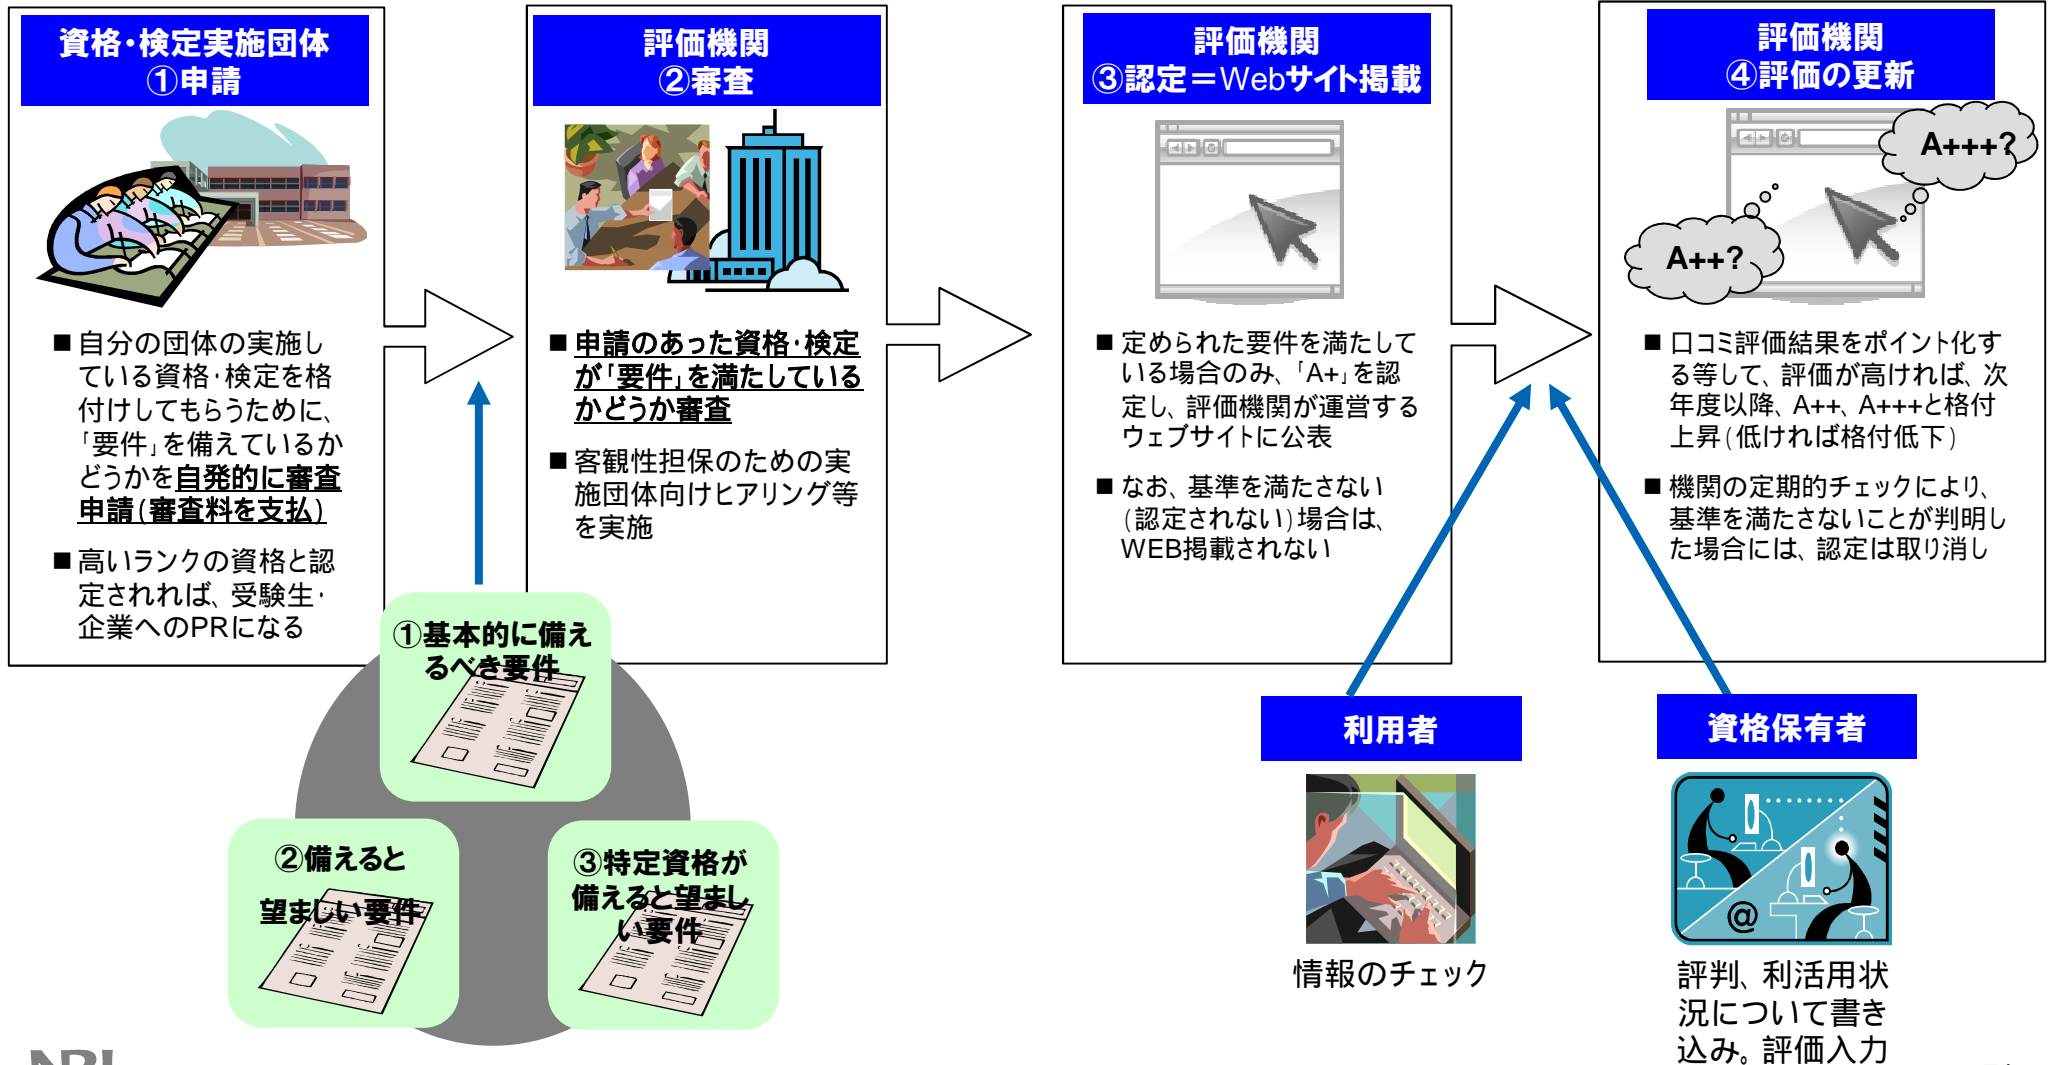 資格・検定実施団体
①申請
■自分の団体の実施し
ている資格・検定を格
付けしてもらうために、
「要件」を備えているか
どうかを自発的に審査
申請(審査料を支払)
■高いランクの資格と認
定されれば、受験生・
企業へのPRになる
評価機関
②審査
■申請のあった資格・検定
が「要件」を満たしている
かどうか審査
■客観性担保のための実
施団体向けヒアリング等
を実施
評価機関
③認定＝Webサイト掲載
■定められた要件を満たして
いる場合のみ、「A+」を認
定し、評価機関が運営する
ウェブサイトに公表
■なお、基準を満たさない
(認定されない)場合は、
WEB掲載されない
評価機関
④評価の更新
A+++?
A++?
■口コミ評価結果をポイント化す
る等して、評価が高ければ、次
年度以降、A++、A+++と格付
上昇(低ければ格付低下)
■機関の定期的チェックにより、
基準を満たさないことが判明し
た場合には、認定は取り消し
①基本的に備え
るべき要件
②備えると
望ましい要件
③特定資格が
備えると望まし
い要件
利用者
情報のチェック
資格保有者
@
評判、利活用状
況について書き
込み。評価入力
NRI